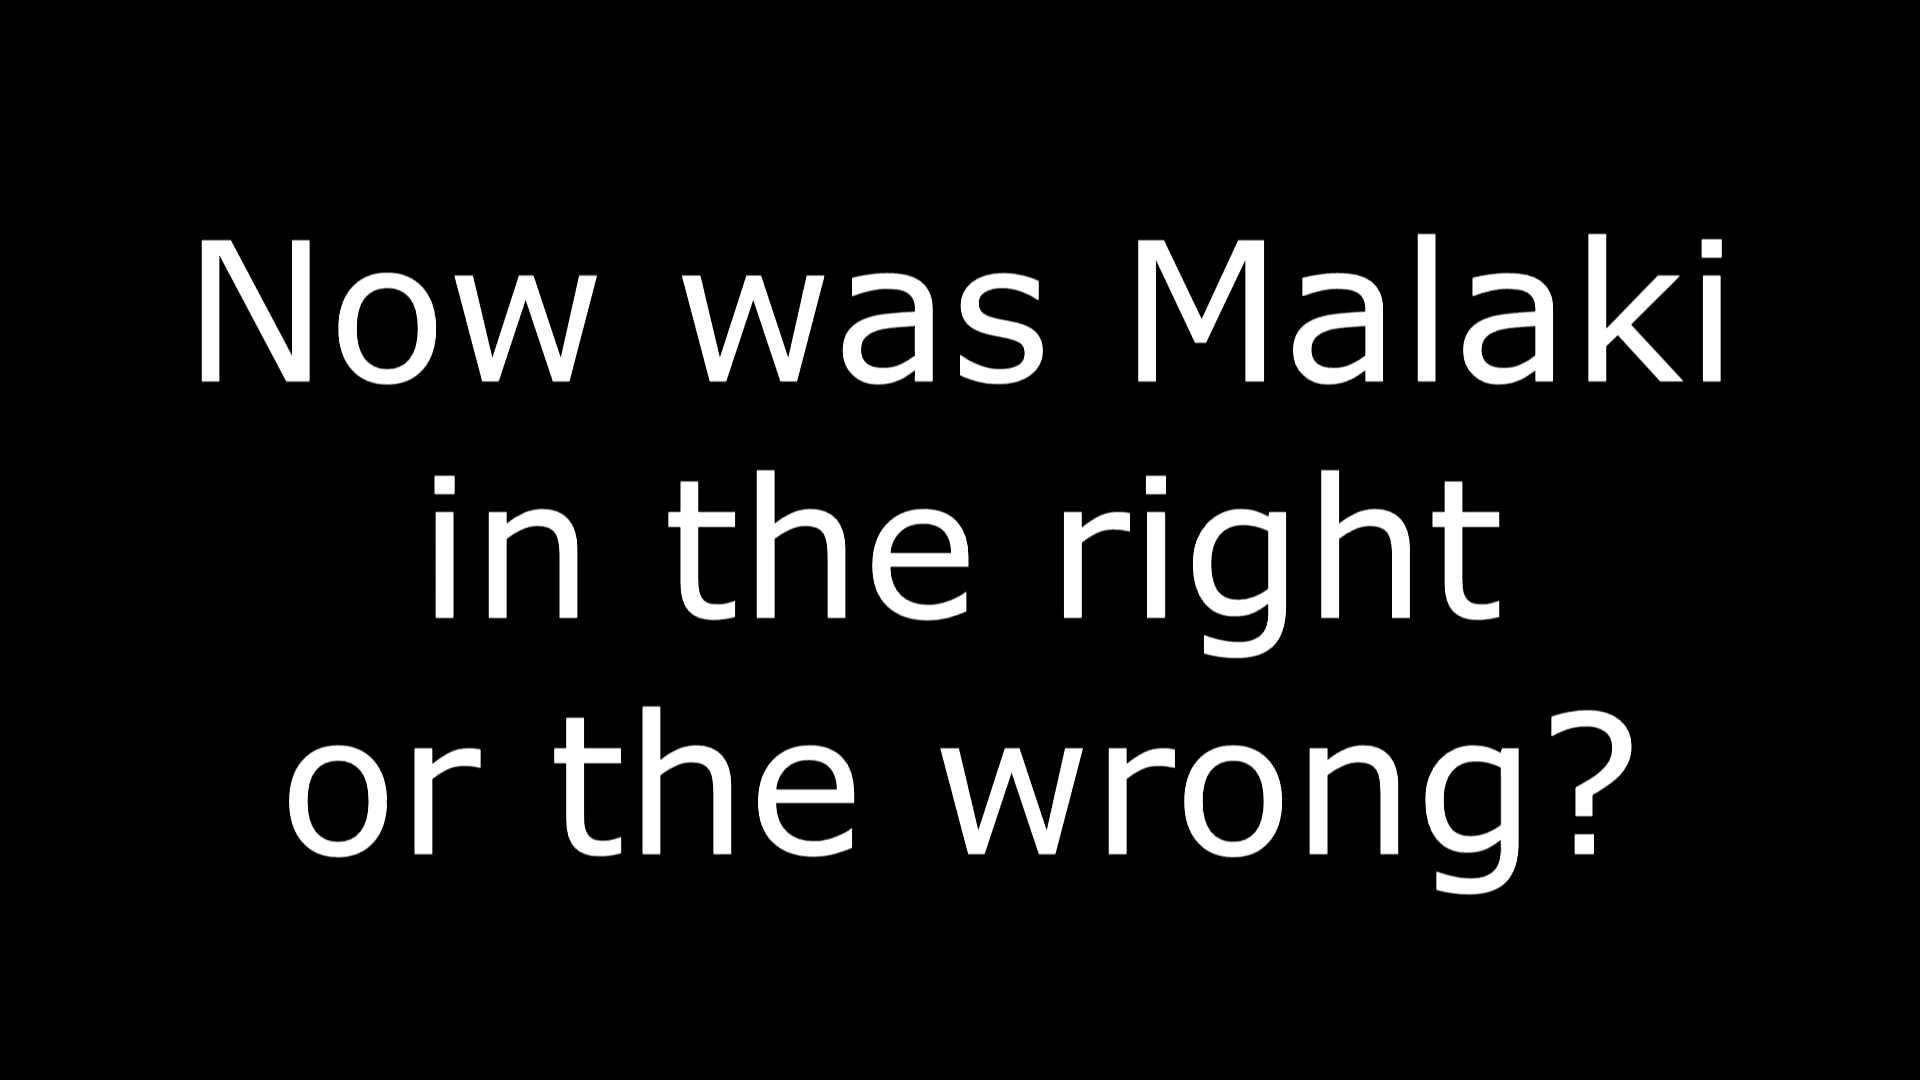 Now was Malaki
in the right
or the wrong?